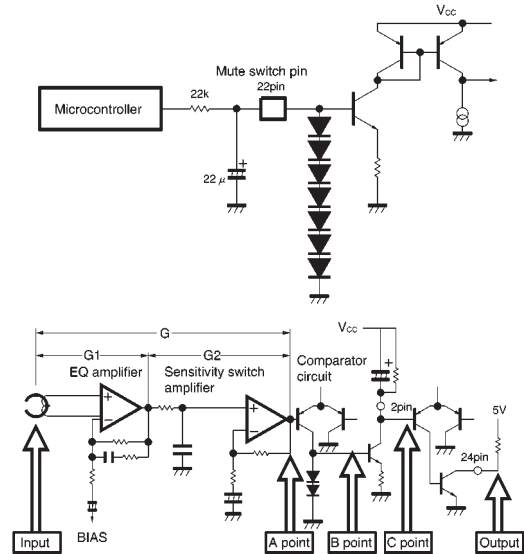 VCC
Mute switch pin
22pin
22k
Microcontroller
+
22 μ
G
G1
G2
EQ amplifier
Sensitivity switch
amplifier
Comparator
circuit
VCC
+
2pin
5V
24pin
+
−
+
−
BIAS
Input
A point
B point
C point
Output